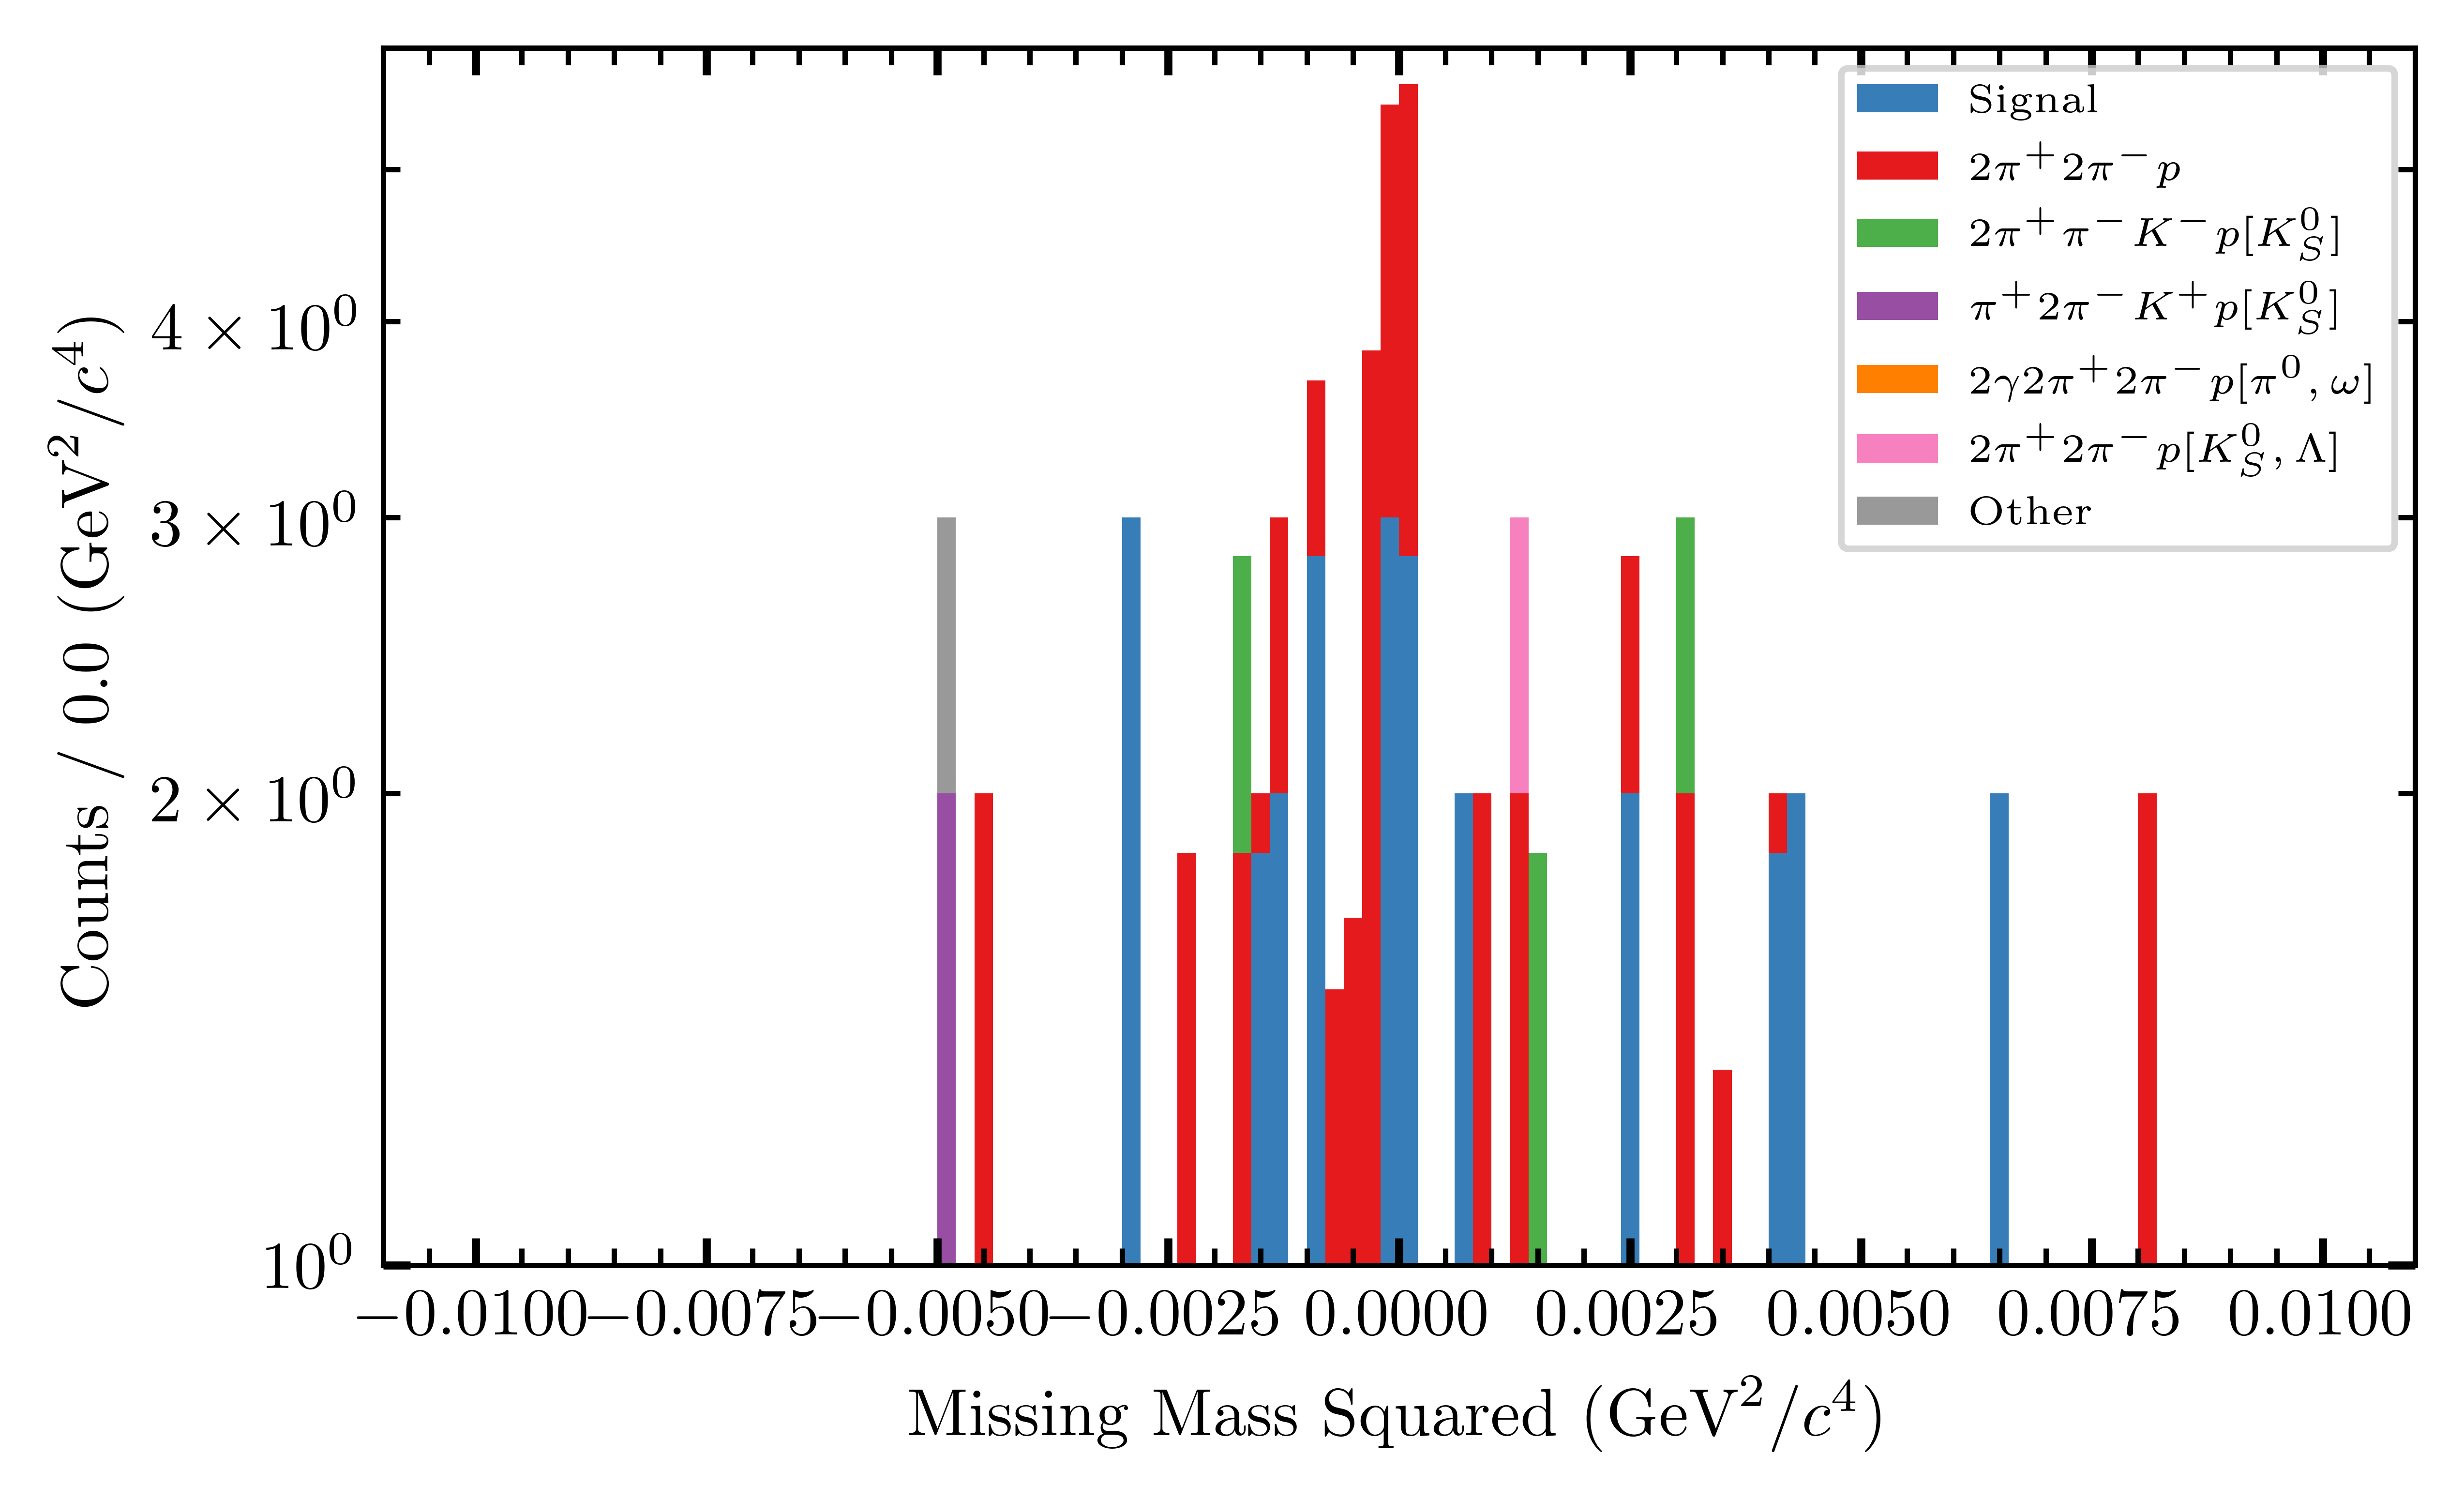 Counts / 0.0 (GeV²/c⁴)
4 × 10⁰
3 × 10⁰
2 × 10⁰
10⁰
Signal
2π⁺2π⁻p
2π⁺π⁻K⁻p[K⁰_S]
π⁺2π⁻K⁺p[K⁰_S]
2γ2π⁺2π⁻p[π⁰, ω]
2π⁺2π⁻p[K⁰_S, Λ]
Other
−0.0100 −0.0075 −0.0050 −0.0025 0.0000 0.0025 0.0050 0.0075 0.0100
Missing Mass Squared (GeV²/c⁴)